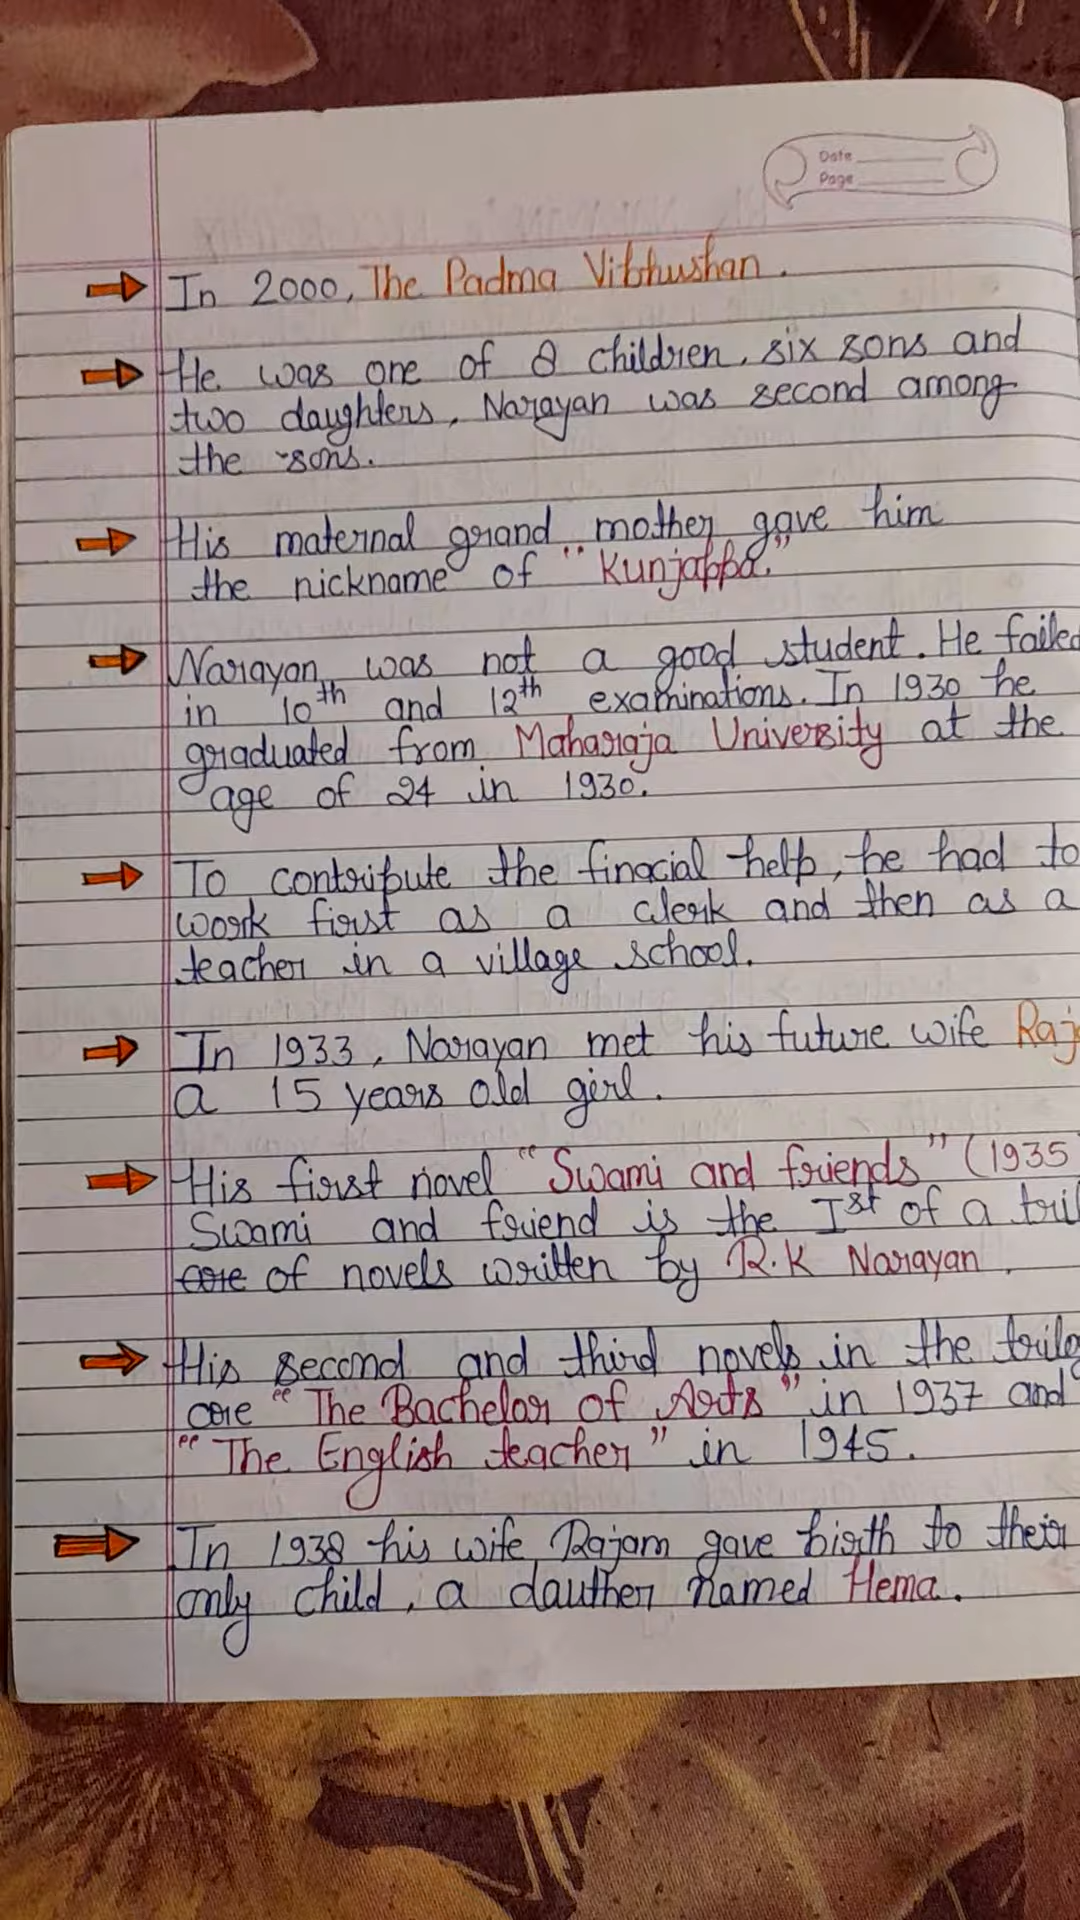 Date
Page
In 2000, The Padma Vibhushan.
He was one of 8 children, six sons and
two daughters, Narayan was second among
the sons.
His maternal grand mother gave him
the nickname of "Kunjappa."
Narayan was not a good student. He failed
in 10th and 12th examinations. In 1930 he
graduated from Maharaja University at the
age of 24 in 1930.
To contribute the finacial help, he had to
work first as a clerk and then as a
teacher in a village school.
In 1933, Narayan met his future wife
a 15 years old girl.
His first novel "Swami and friends" (1935
Swami and friend is the Ist of a
of novels written by R.K Narayan.
His second and third novels in the
are "The Bachelor of Arts" in 1937 and
"The English teacher" in 1945.
In 1938 his wife Rajam gave birth to their
only child, a dauther named Hema.